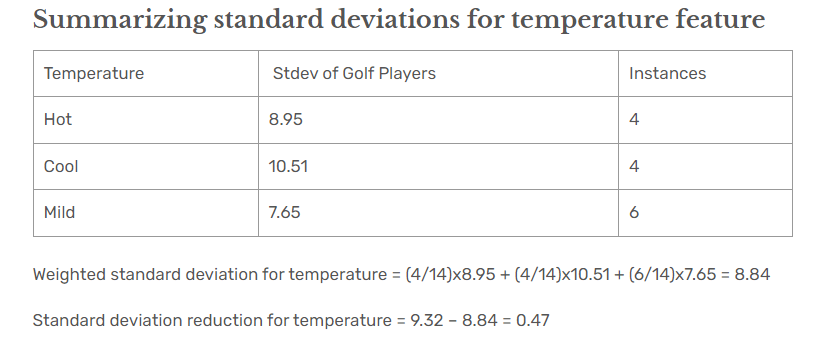 Summarizing standard deviations for temperature feature
Temperature Stdev of Golf Players Instances
Hot 8.95 4
Cool 10.51 4
Mild 7.65 6
Weighted standard deviation for temperature = (4/14)x8.95 + (4/14)x10.51 + (6/14)x7.65 = 8.84
Standard deviation reduction for temperature = 9.32 – 8.84 = 0.47